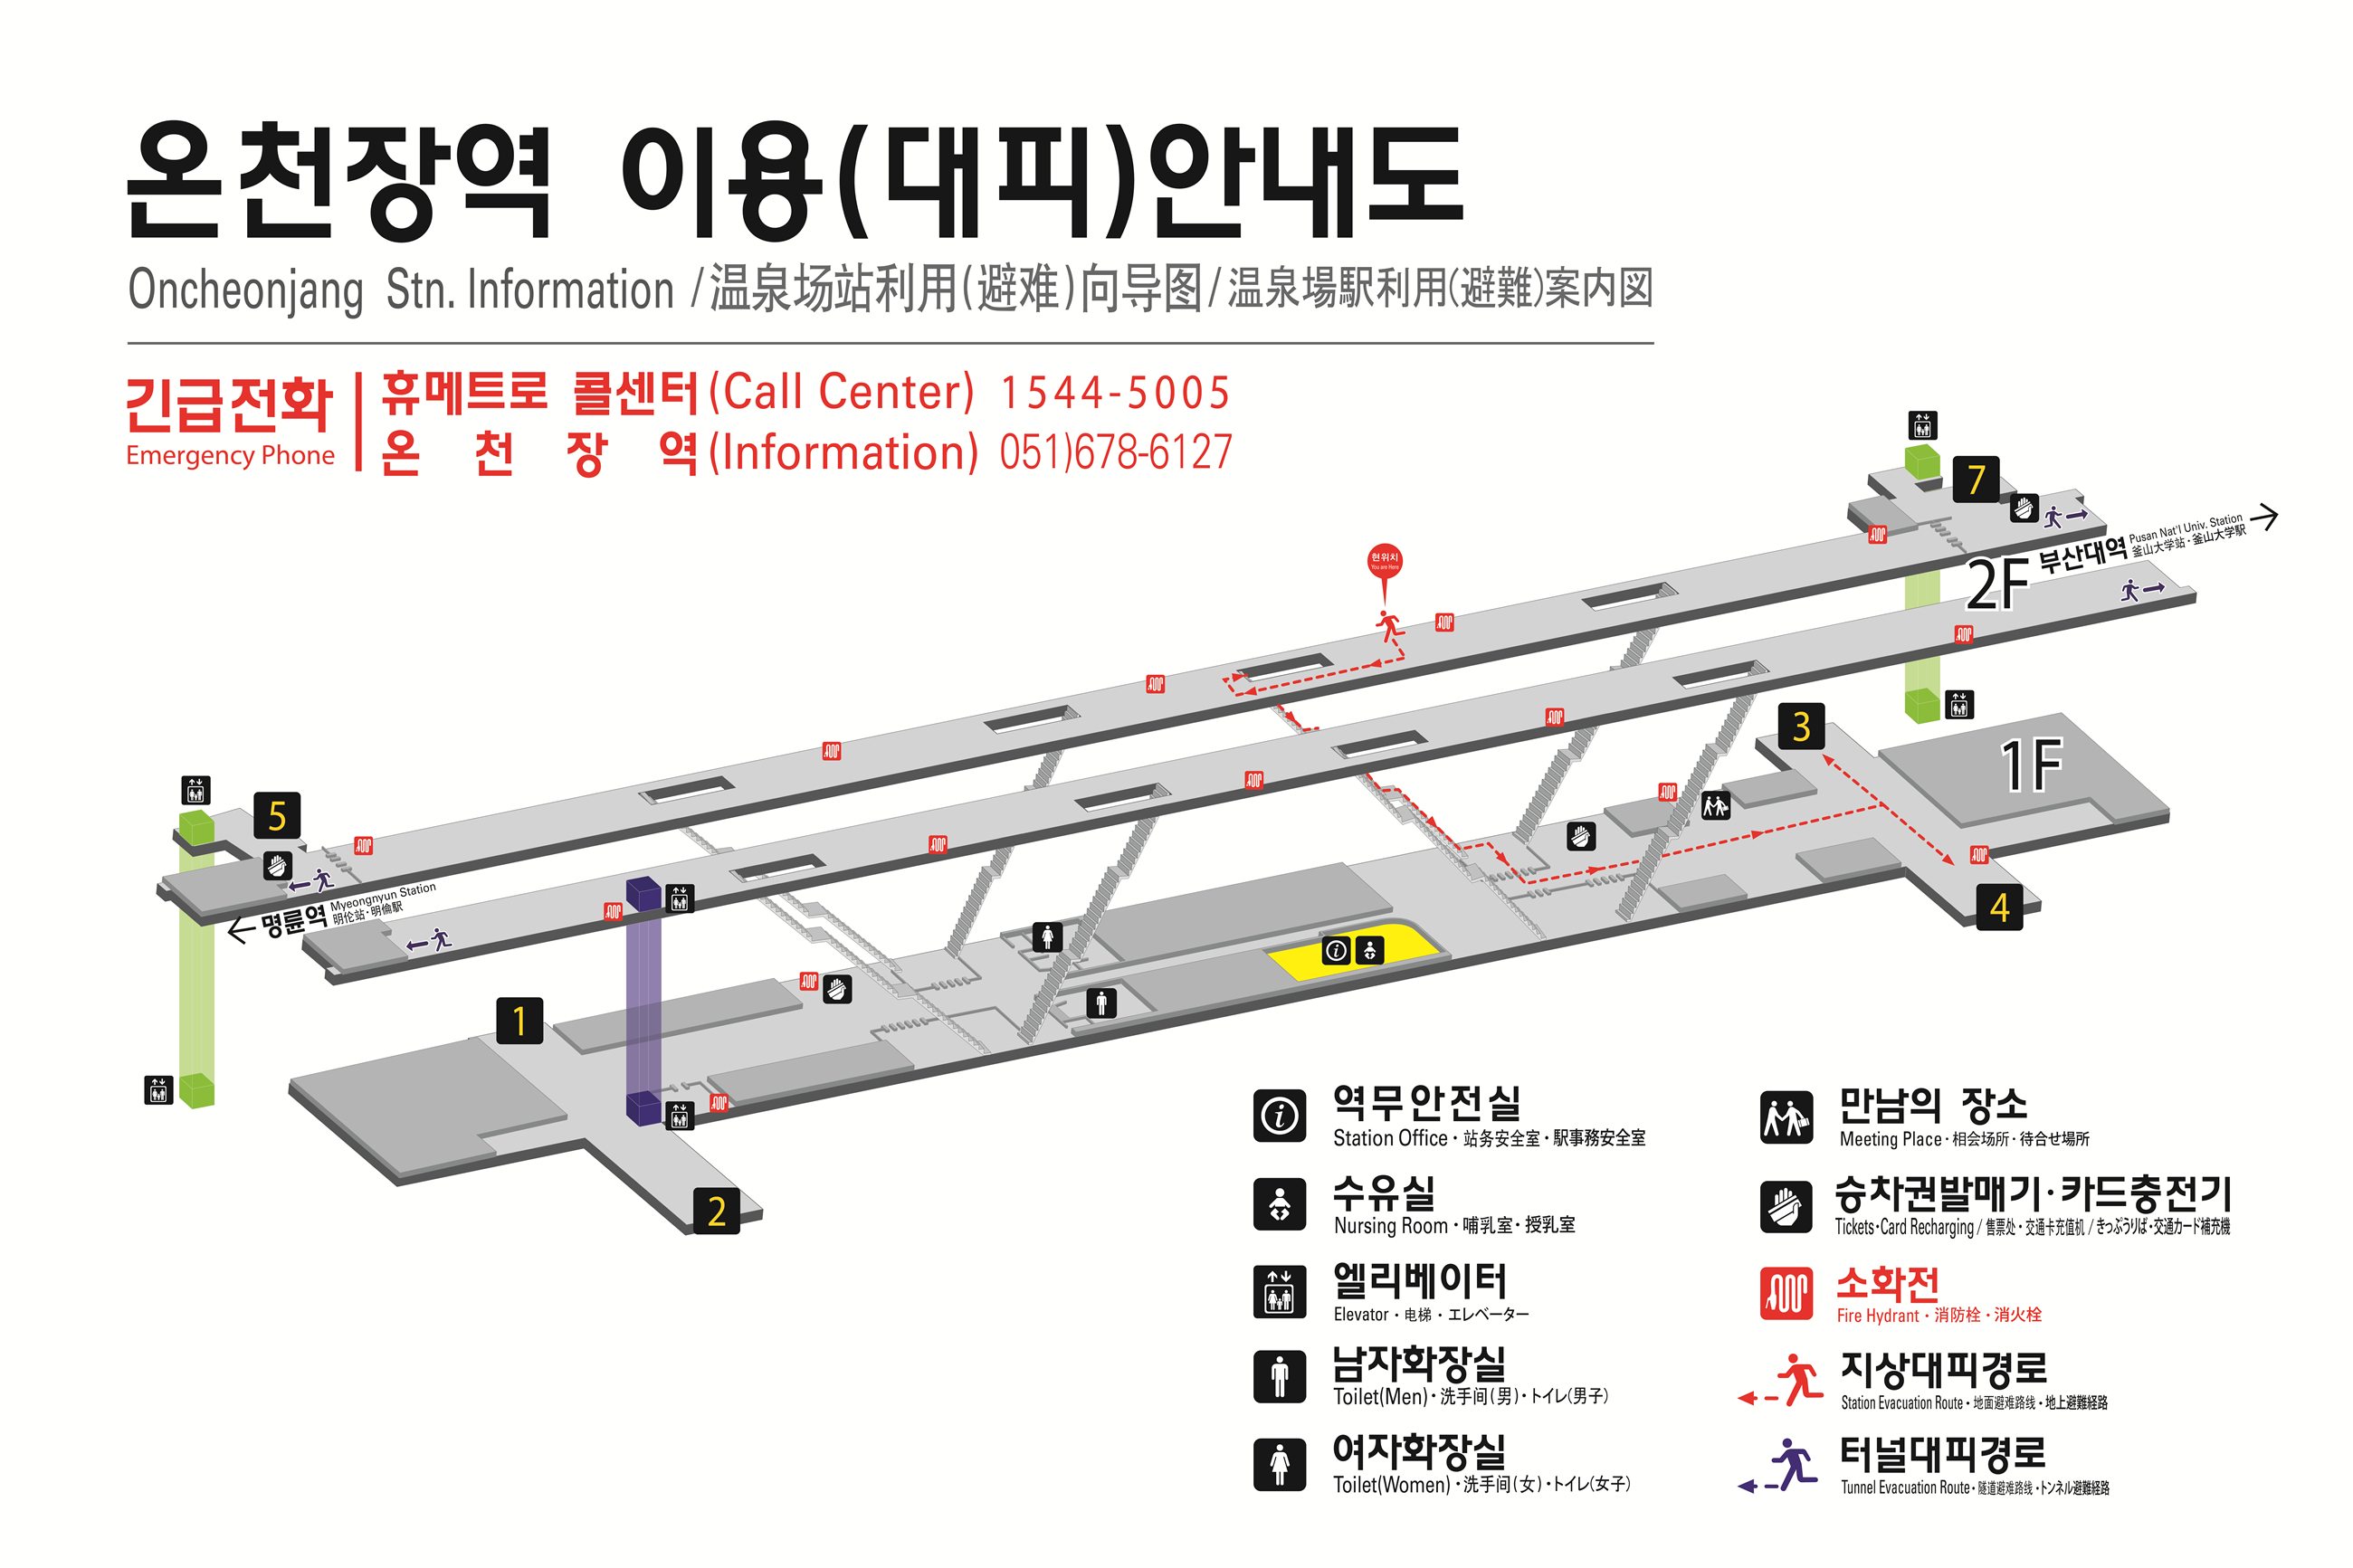 온천장역 이용(대피)안내도
Oncheonjang Stn. Information /温泉场站利用(避难)向导图/温泉場駅利用(避難)案内図
긴급전화
Emergency Phone
휴메트로 콜센터(Call Center) 1544-5005
온 천 장 역(Information) 051)678-6127
7
현위치
You are Here
2F
부산대역
Pusan Nat'l Univ. Station
釜山大学站·釜山大学駅
3
1F
5
명륜역
Myeongnyun Station
明伦站·明倫駅
4
1
2
역무안전실
Station Office·站务安全室·駅事務安全室
수유실
Nursing Room·哺乳室·授乳室
엘리베이터
Elevator·电梯·エレベーター
남자화장실
Toilet(Men)·洗手间(男)·トイレ(男子)
여자화장실
Toilet(Women)·洗手间(女)·トイレ(女子)
만남의 장소
Meeting Place·相会场所·待合せ場所
승차권발매기·카드충전기
Tickets·Card Recharging/售票处·交通卡充值机/きっぷうりば·交通カード補充機
소화전
Fire Hydrant·消防栓·消火栓
지상대피경로
Station Evacuation Route·地面避难路线·地上避難経路
터널대피경로
Tunnel Evacuation Route·隧道避难路线·トンネル避難経路